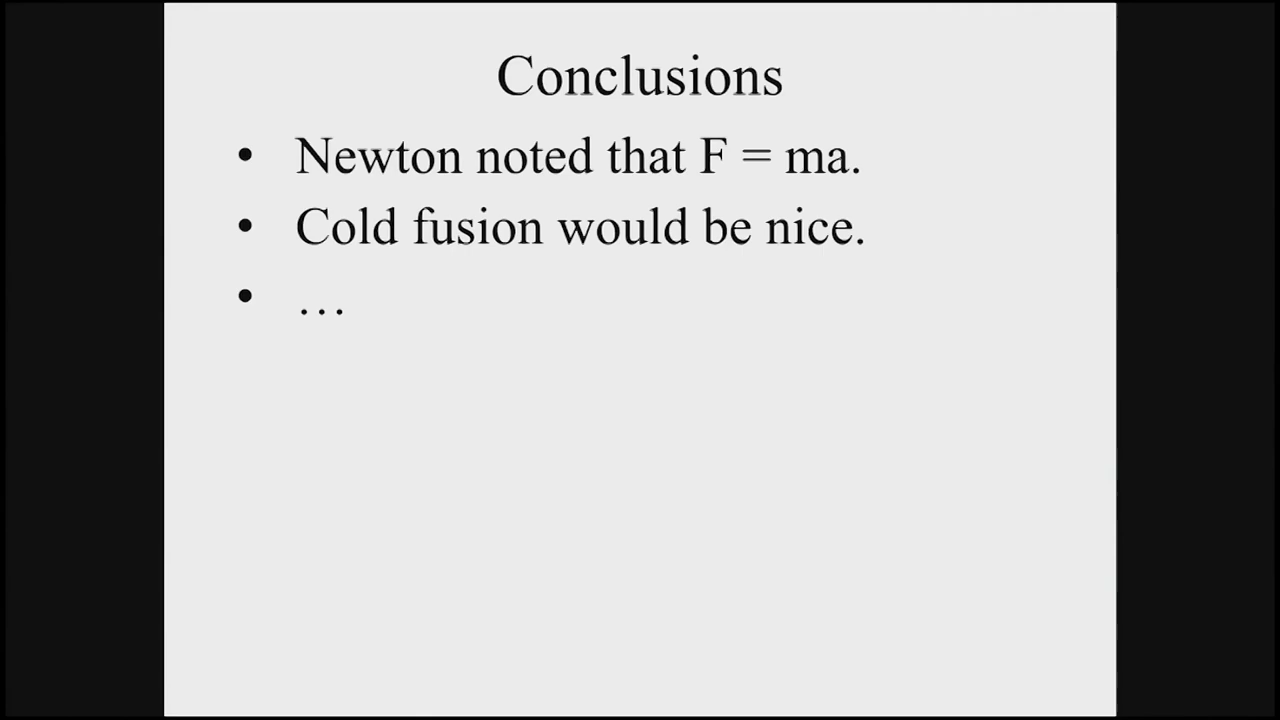 Conclusions
• Newton noted that F = ma.
• Cold fusion would be nice.
• …